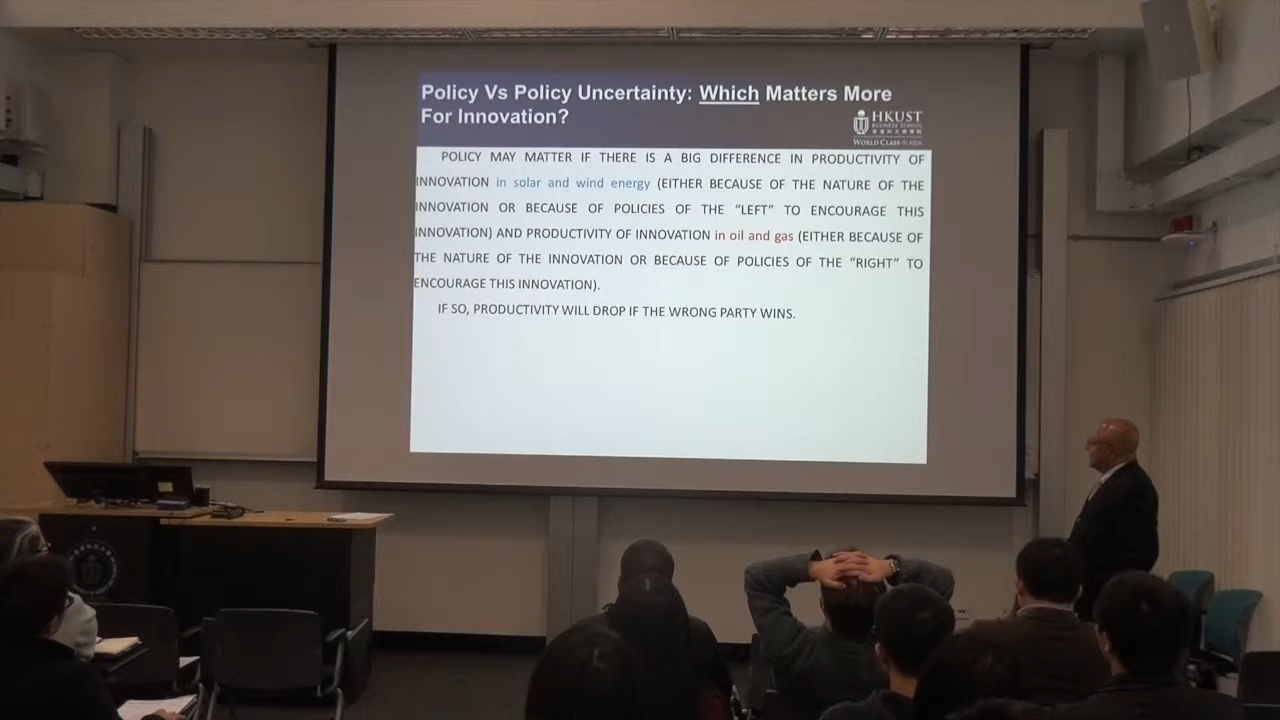 Policy Vs Policy Uncertainty: Which Matters More
For Innovation?
HKUST
BUSINESS SCHOOL
WORLD CLASS IN ASIA
POLICY MAY MATTER IF THERE IS A BIG DIFFERENCE IN PRODUCTIVITY OF
INNOVATION in solar and wind energy (EITHER BECAUSE OF THE NATURE OF THE
INNOVATION OR BECAUSE OF POLICIES OF THE “LEFT” TO ENCOURAGE THIS
INNOVATION) AND PRODUCTIVITY OF INNOVATION in oil and gas (EITHER BECAUSE OF
THE NATURE OF THE INNOVATION OR BECAUSE OF POLICIES OF THE “RIGHT” TO
ENCOURAGE THIS INNOVATION).
IF SO, PRODUCTIVITY WILL DROP IF THE WRONG PARTY WINS.